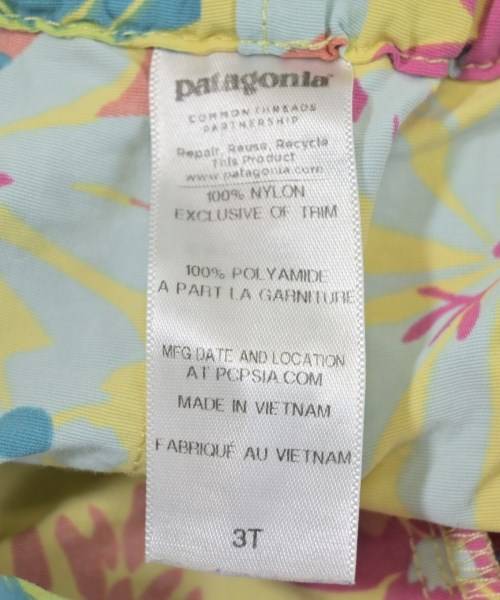 patagonia
COMMON THREADS
PARTNERSHIP
Repair, Reuse, Recycle
This Product
www.patagonia.com
100% NYLON
EXCLUSIVE OF TRIM
100% POLYAMIDE
A PART LA GARNITURE
MFG DATE AND LOCATION
AT PCPSIA.COM
MADE IN VIETNAM
FABRIQUÉ AU VIETNAM
3T